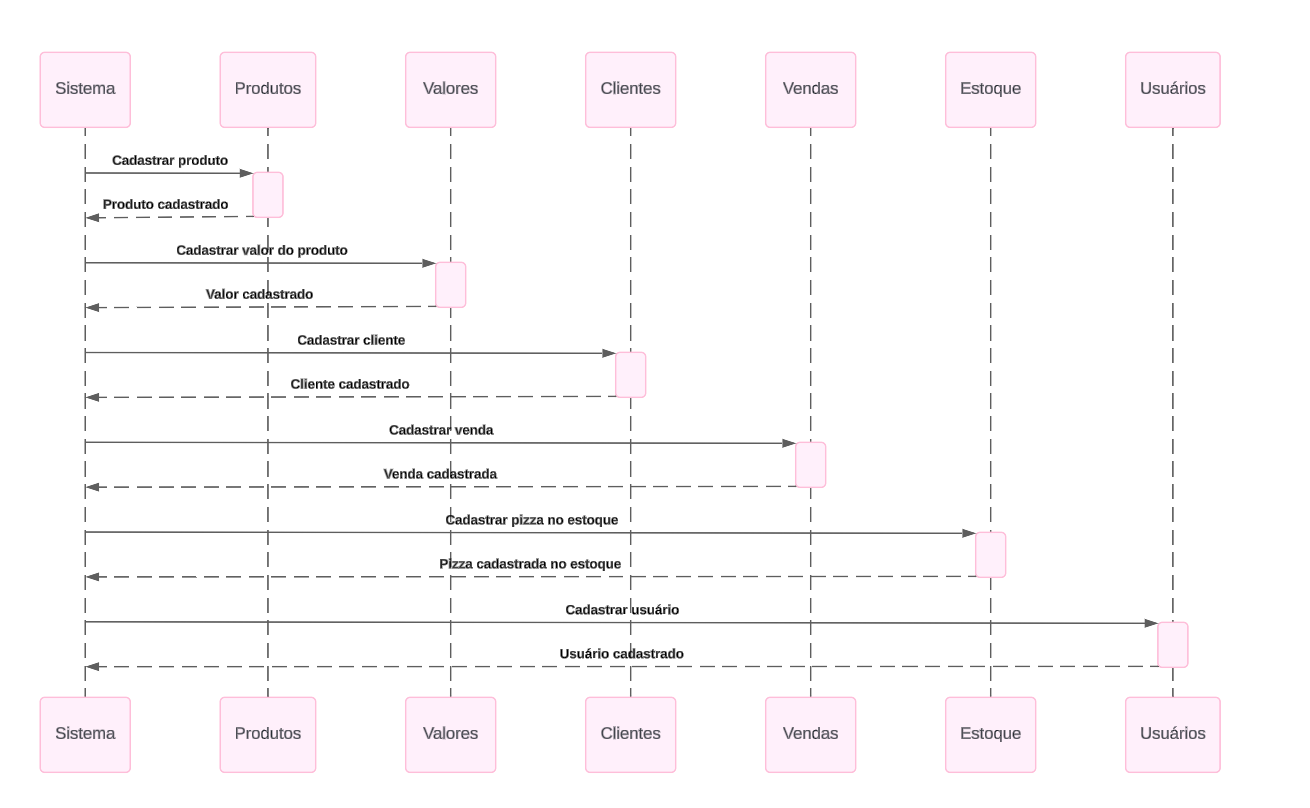 Sistema
Produtos
Valores
Clientes
Vendas
Estoque
Usuários
Cadastrar produto
Produto cadastrado
Cadastrar valor do produto
Valor cadastrado
Cadastrar cliente
Cliente cadastrado
Cadastrar venda
Venda cadastrada
Cadastrar pizza no estoque
Pizza cadastrada no estoque
Cadastrar usuário
Usuário cadastrado
Sistema
Produtos
Valores
Clientes
Vendas
Estoque
Usuários